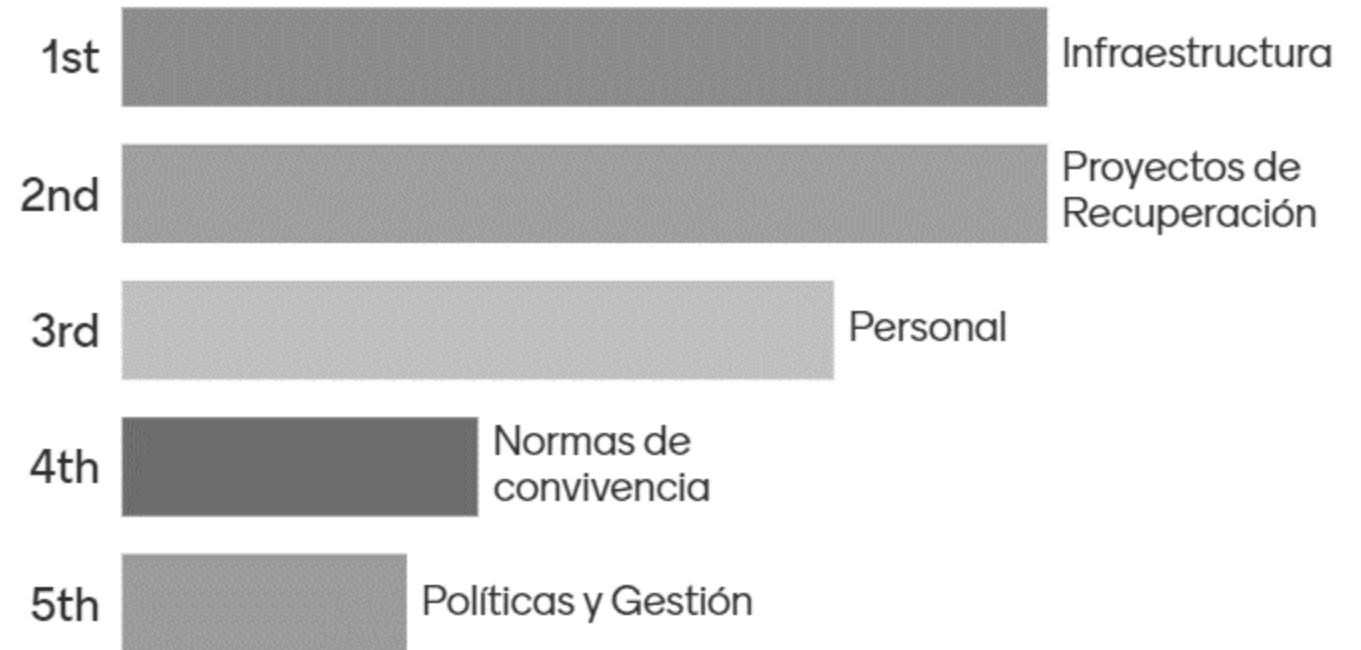 1st
Infraestructura
2nd
Proyectos de
Recuperación
3rd
Personal
4th
Normas de
convivencia
5th
Políticas y Gestión